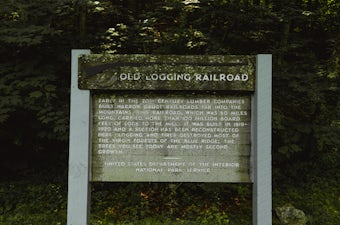 OLD LOGGING RAILROAD
EARLY IN THE 20TH CENTURY LUMBER COMPANIES
BUILT NARROW GAUGE RAILROADS FAR INTO THE
MOUNTAINS. THIS RAILROAD, WHICH WAS 50 MILES
LONG, CARRIED MORE THAN 100 MILLION BOARD
FEET OF LOGS TO THE MILL. IT WAS BUILT IN 1919-
1920 AND A SECTION HAS BEEN RECONSTRUCTED
HERE. LOGGING AND FIRES DESTROYED MOST OF
THE VIRGIN FORESTS OF THE BLUE RIDGE; THE
TREES YOU SEE TODAY ARE MOSTLY SECOND
GROWTH.
UNITED STATES DEPARTMENT OF THE INTERIOR
NATIONAL PARK SERVICE